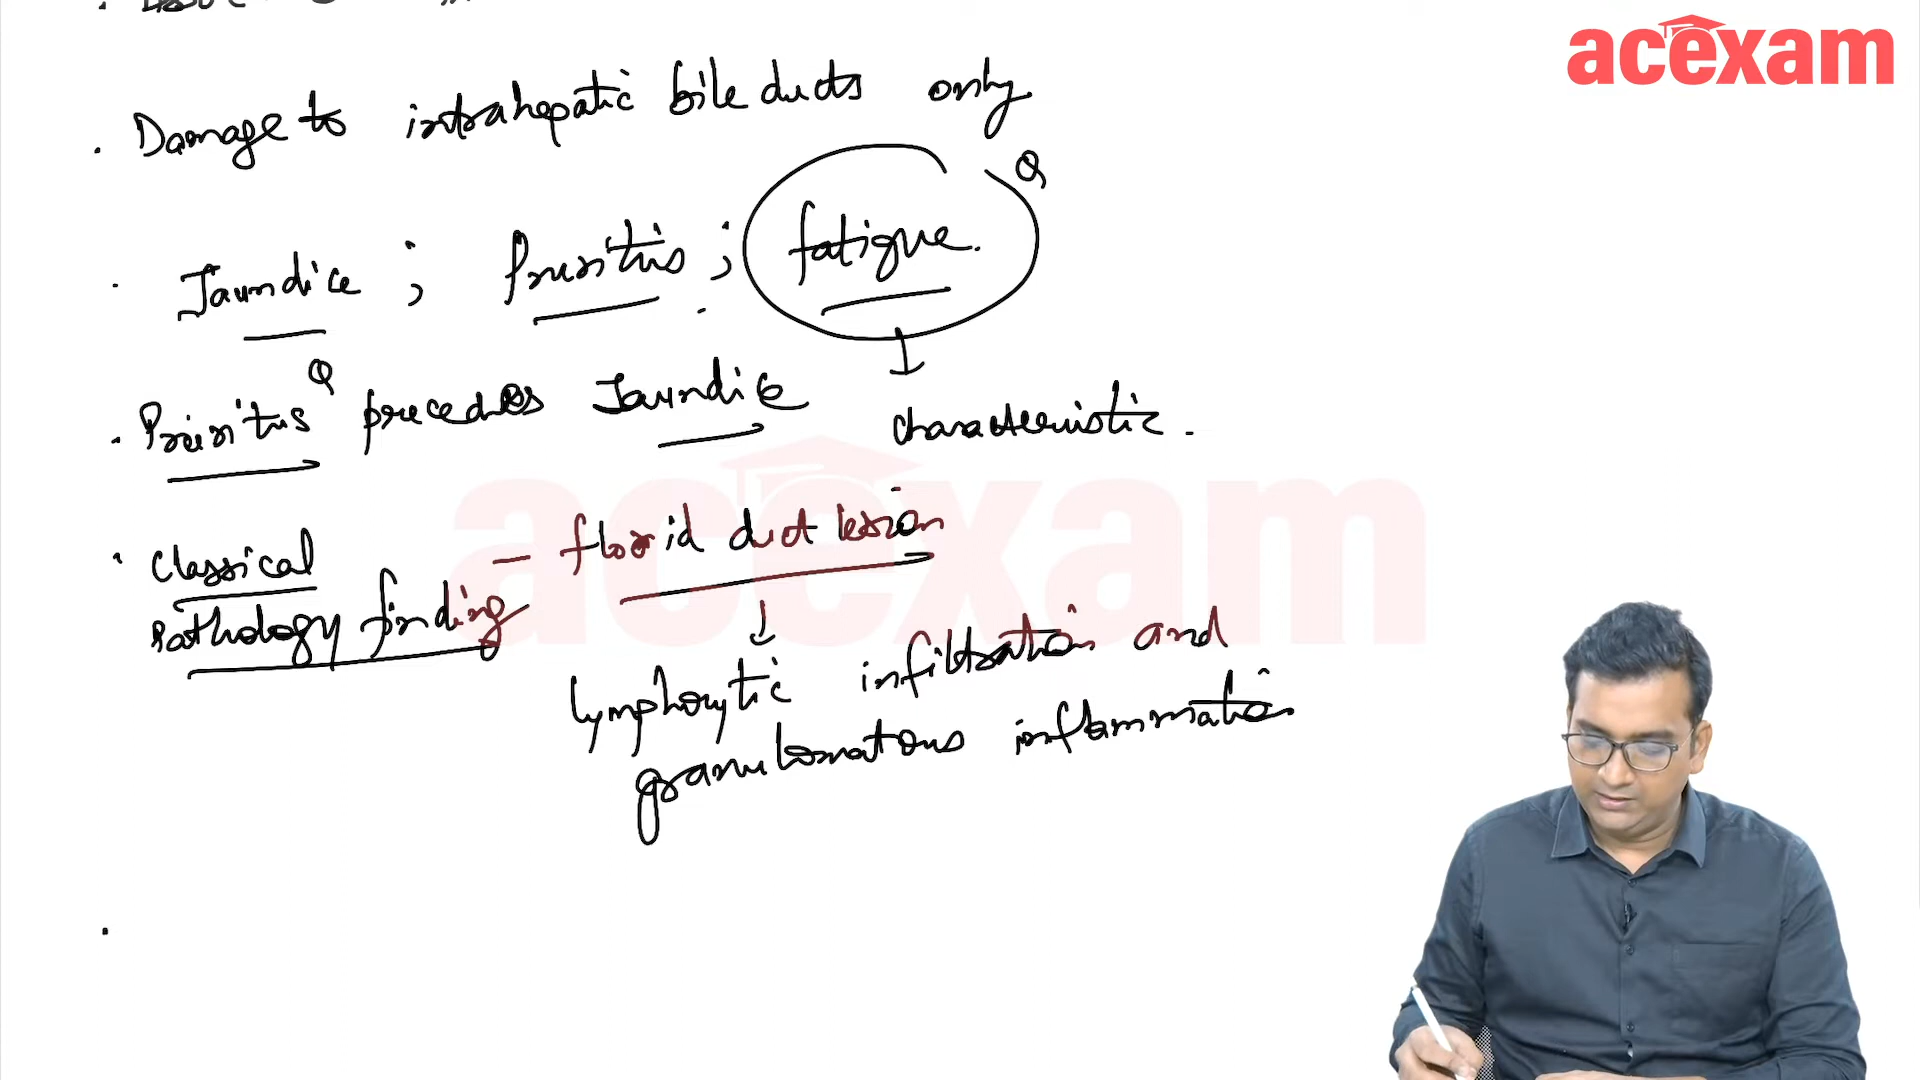 acexam
. Damage to intrahepatic bile ducts only
. Jaundice ; Pruritus ; fatigue. Q
↓
. Pruritus Q precedes Jaundice
characteristic.
. Classical pathology finding – florid duct lesion
↓
lymphocytic infiltration and
granulomatous inflammation
.
acexam